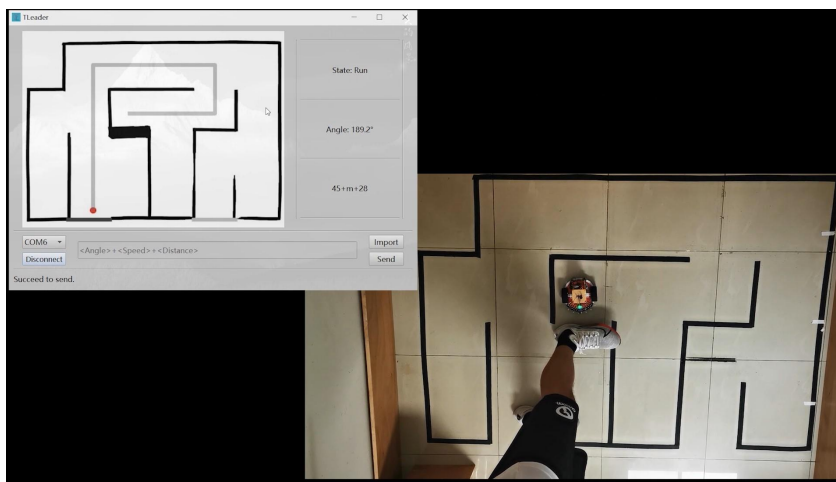 TLeader
State: Run
Angle: 189.2°
45+m+28
COM6
<Angle>+<Speed>+<Distance>
Import
Disconnect
Send
Succeed to send.